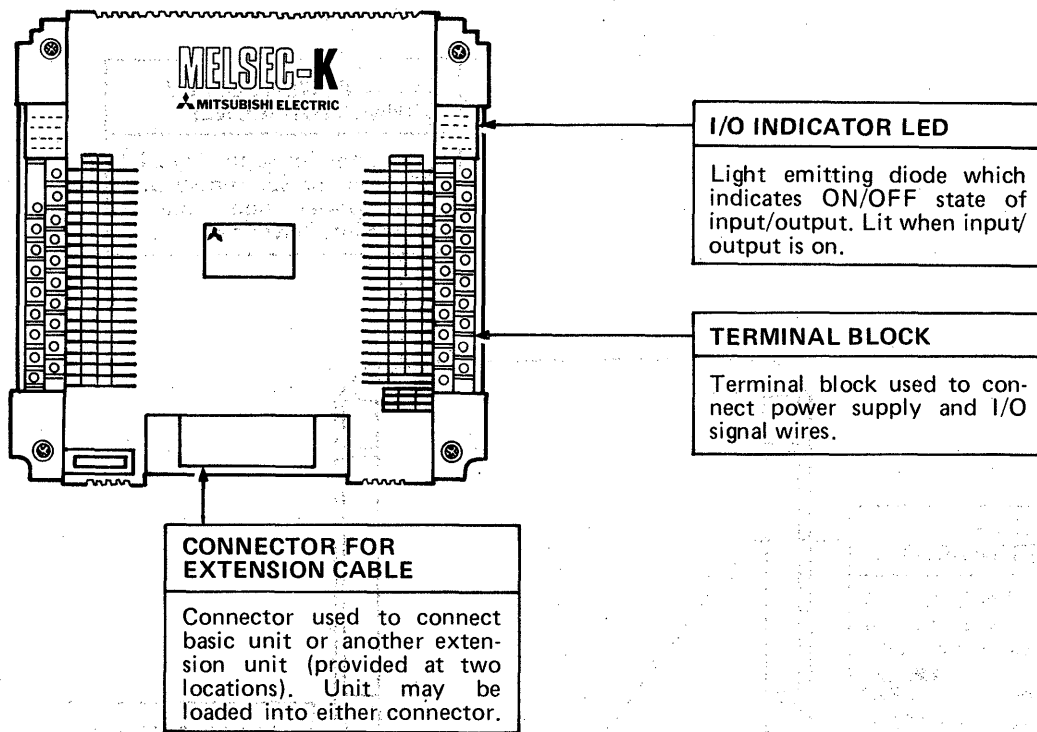 MELSEC-K
MITSUBISHI ELECTRIC
I/O INDICATOR LED
Light emitting diode which
indicates ON/OFF state of
input/output. Lit when input/
output is on.
TERMINAL BLOCK
Terminal block used to con-
nect power supply and I/O
signal wires.
CONNECTOR FOR
EXTENSION CABLE
Connector used to connect
basic unit or another exten-
sion unit (provided at two
locations). Unit may be
loaded into either connector.